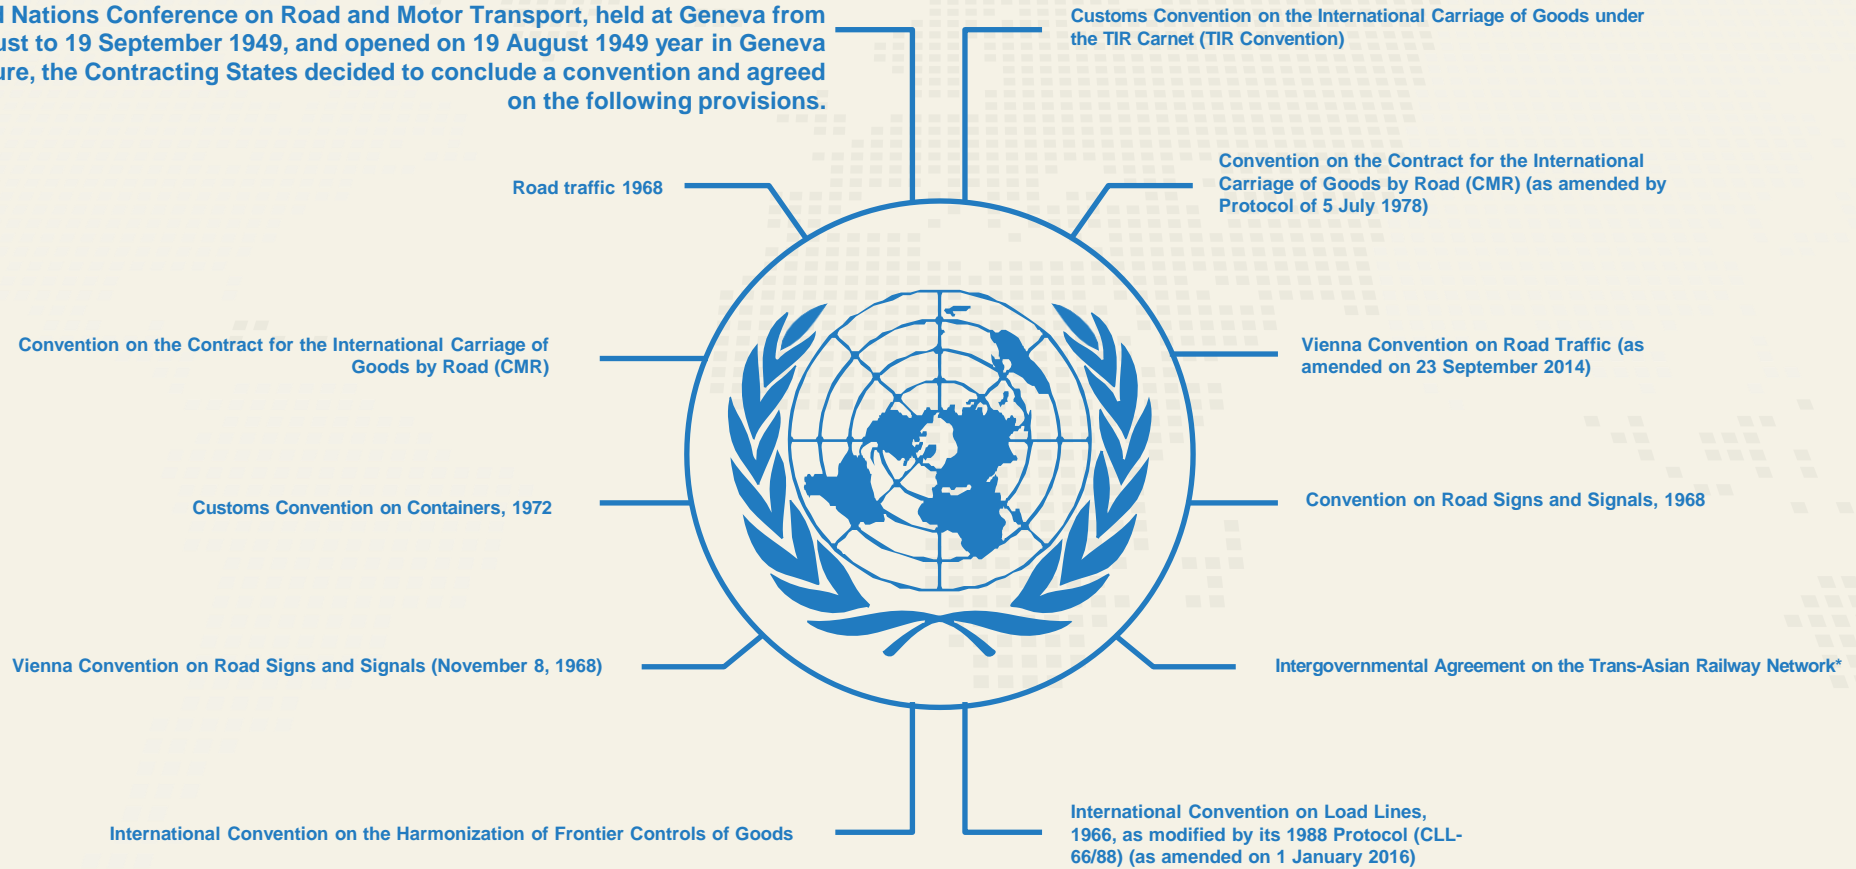 Nations Conference on Road and Motor Transport, held at Geneva from
to 19 September 1949, and opened on 19 August 1949 year in Geneva
the Contracting States decided to conclude a convention and agreed
on the following provisions.
Customs Convention on the International Carriage of Goods under
the TIR Carnet (TIR Convention)
Road traffic 1968
Convention on the Contract for the International
Carriage of Goods by Road (CMR) (as amended by
Protocol of 5 July 1978)
Convention on the Contract for the International Carriage of
Goods by Road (CMR)
Vienna Convention on Road Traffic (as
amended on 23 September 2014)
Customs Convention on Containers, 1972
Convention on Road Signs and Signals, 1968
Vienna Convention on Road Signs and Signals (November 8, 1968)
Intergovernmental Agreement on the Trans-Asian Railway Network*
International Convention on the Harmonization of Frontier Controls of Goods
International Convention on Load Lines,
1966, as modified by its 1988 Protocol (CLL-
66/88) (as amended on 1 January 2016)